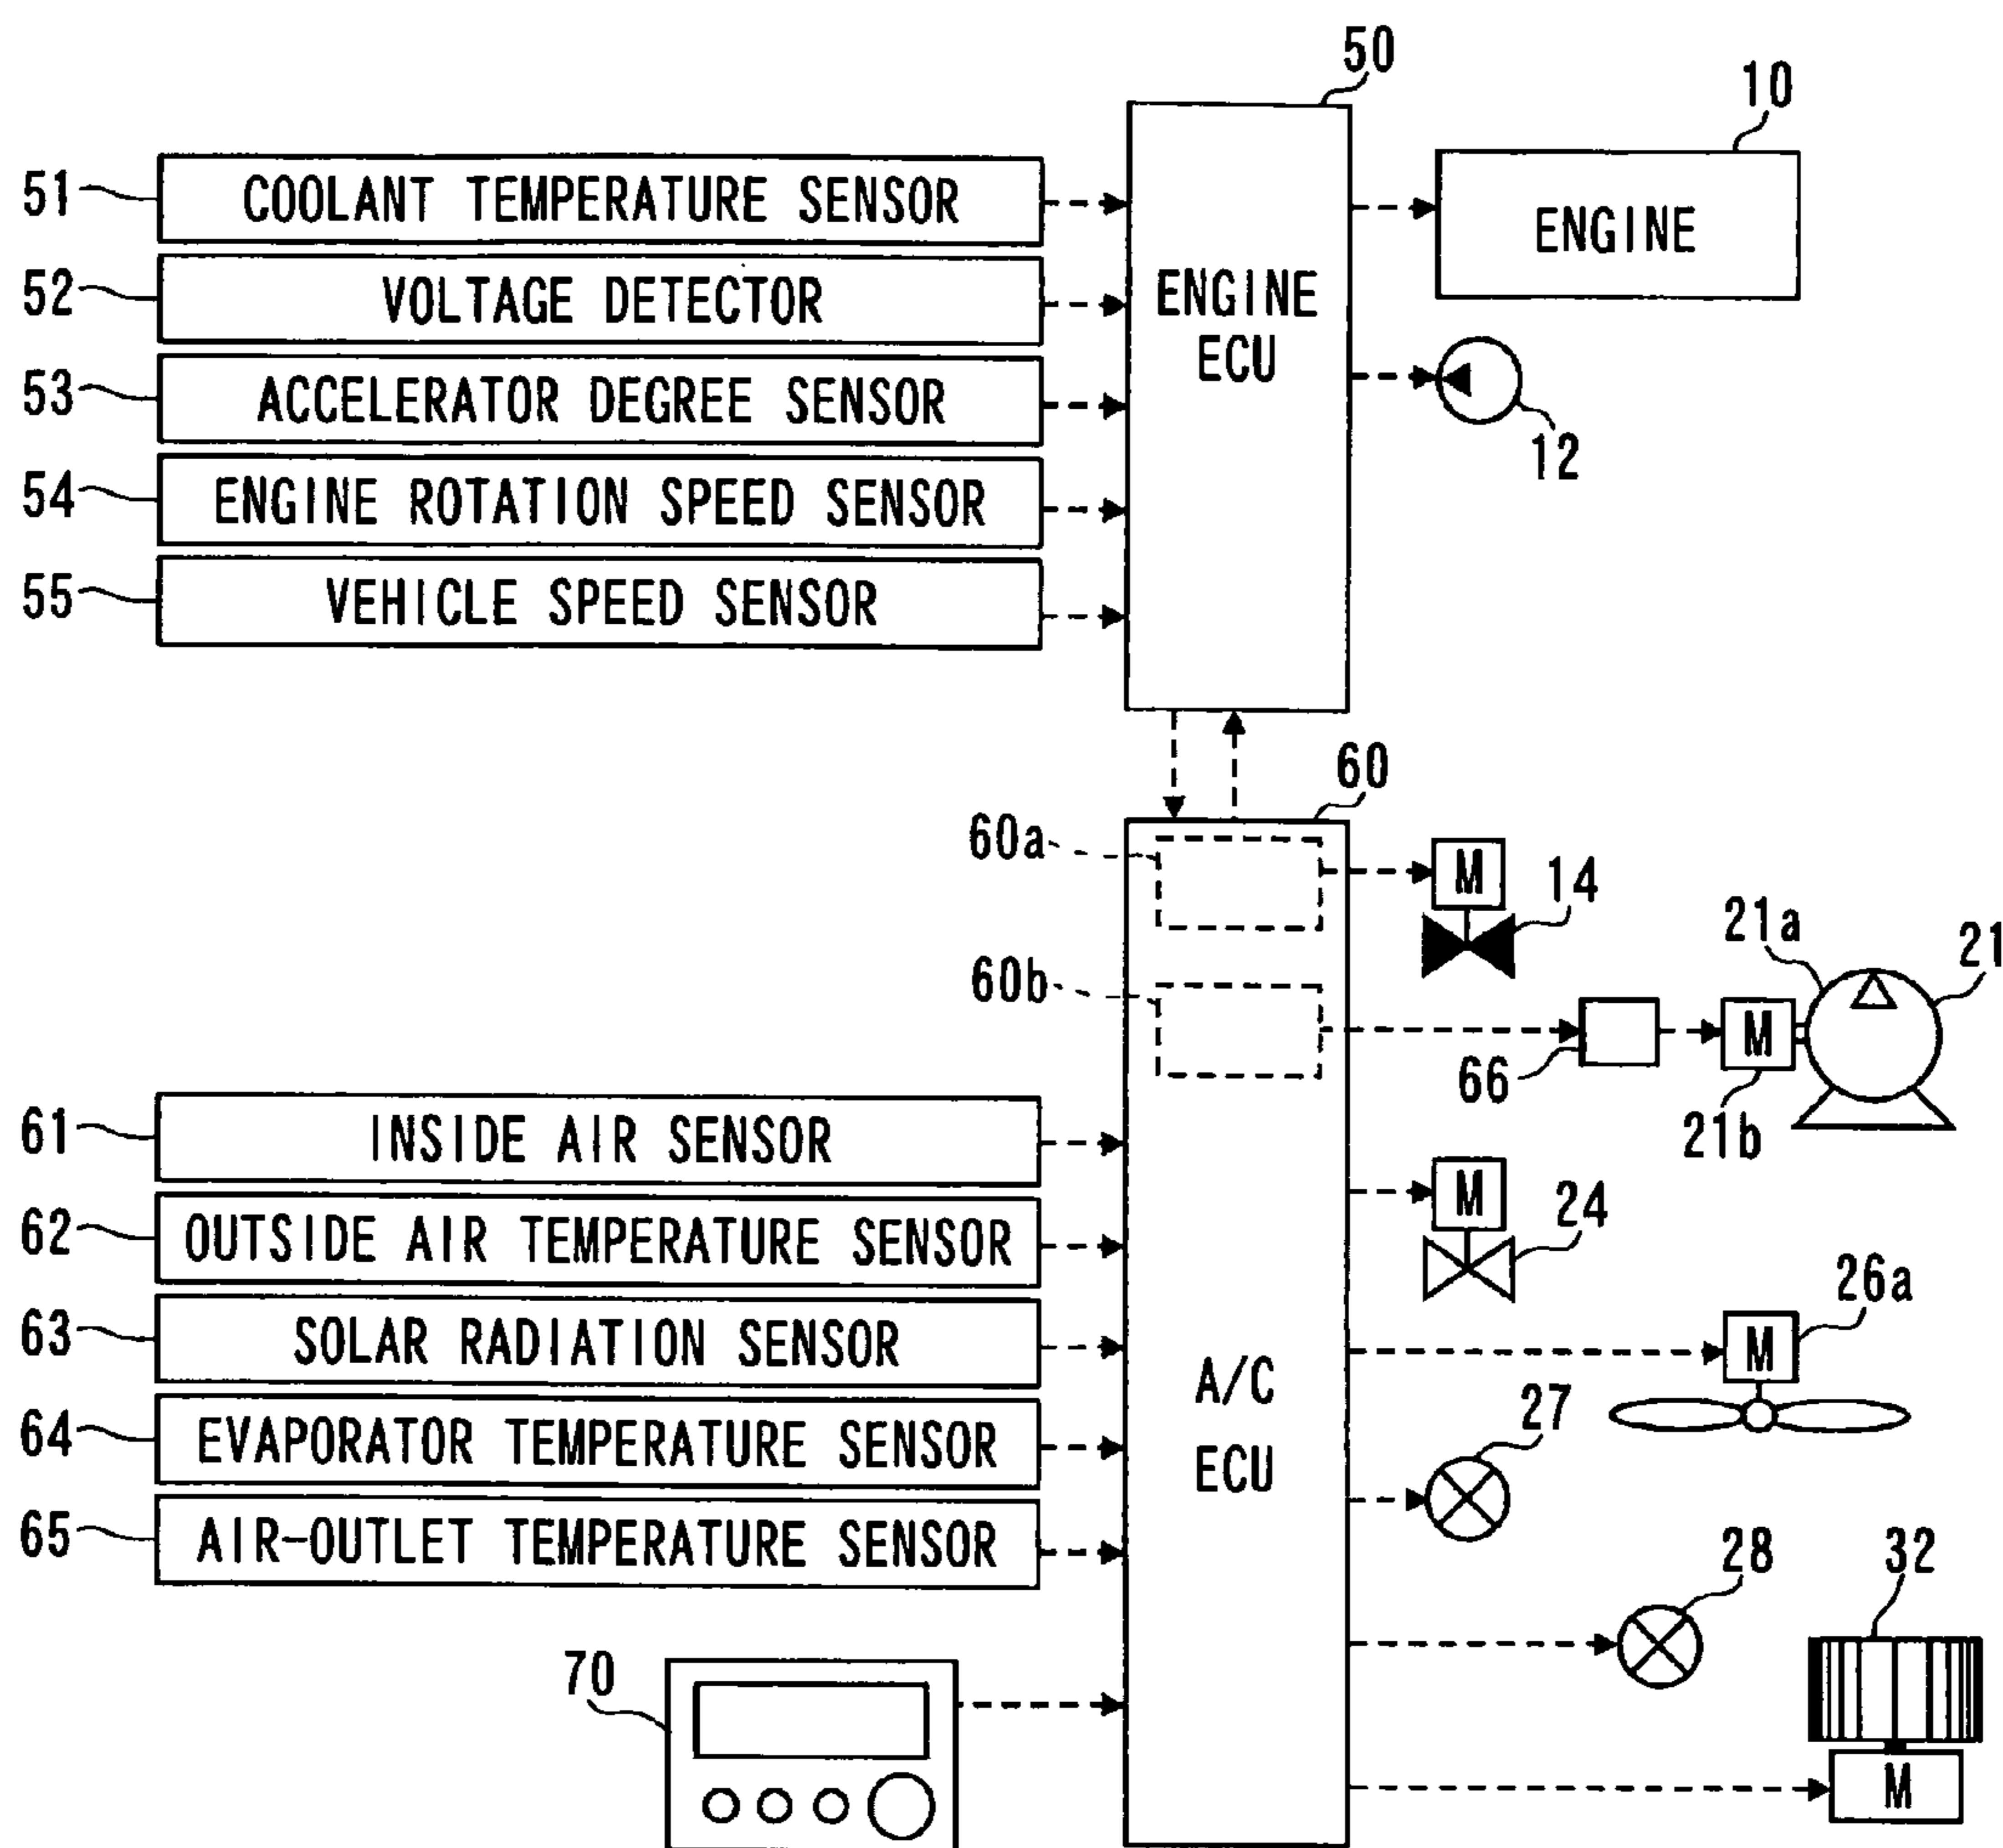 50
10
51
COOLANT TEMPERATURE SENSOR
52
VOLTAGE DETECTOR
53
ACCELERATOR DEGREE SENSOR
54
ENGINE ROTATION SPEED SENSOR
55
VEHICLE SPEED SENSOR
ENGINE
ECU
ENGINE
12
60
60a
60b
M
14
21a
21
66
M
21b
61
INSIDE AIR SENSOR
62
OUTSIDE AIR TEMPERATURE SENSOR
63
SOLAR RADIATION SENSOR
64
EVAPORATOR TEMPERATURE SENSOR
65
AIR-OUTLET TEMPERATURE SENSOR
A/C
ECU
M
24
26a
M
27
28
32
M
70